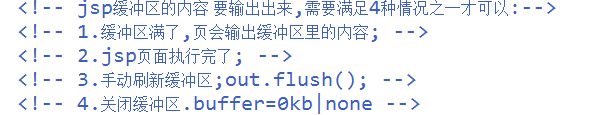 <!-- jsp缓冲区的内容 要输出出来,需要满足4种情况之一才可以:-->
<!-- 1.缓冲区满了,页会输出缓冲区里的内容; -->
<!-- 2.jsp页面执行完了; -->
<!-- 3.手动刷新缓冲区;out.flush(); -->
<!-- 4.关闭缓冲区.buffer=0kb|none -->